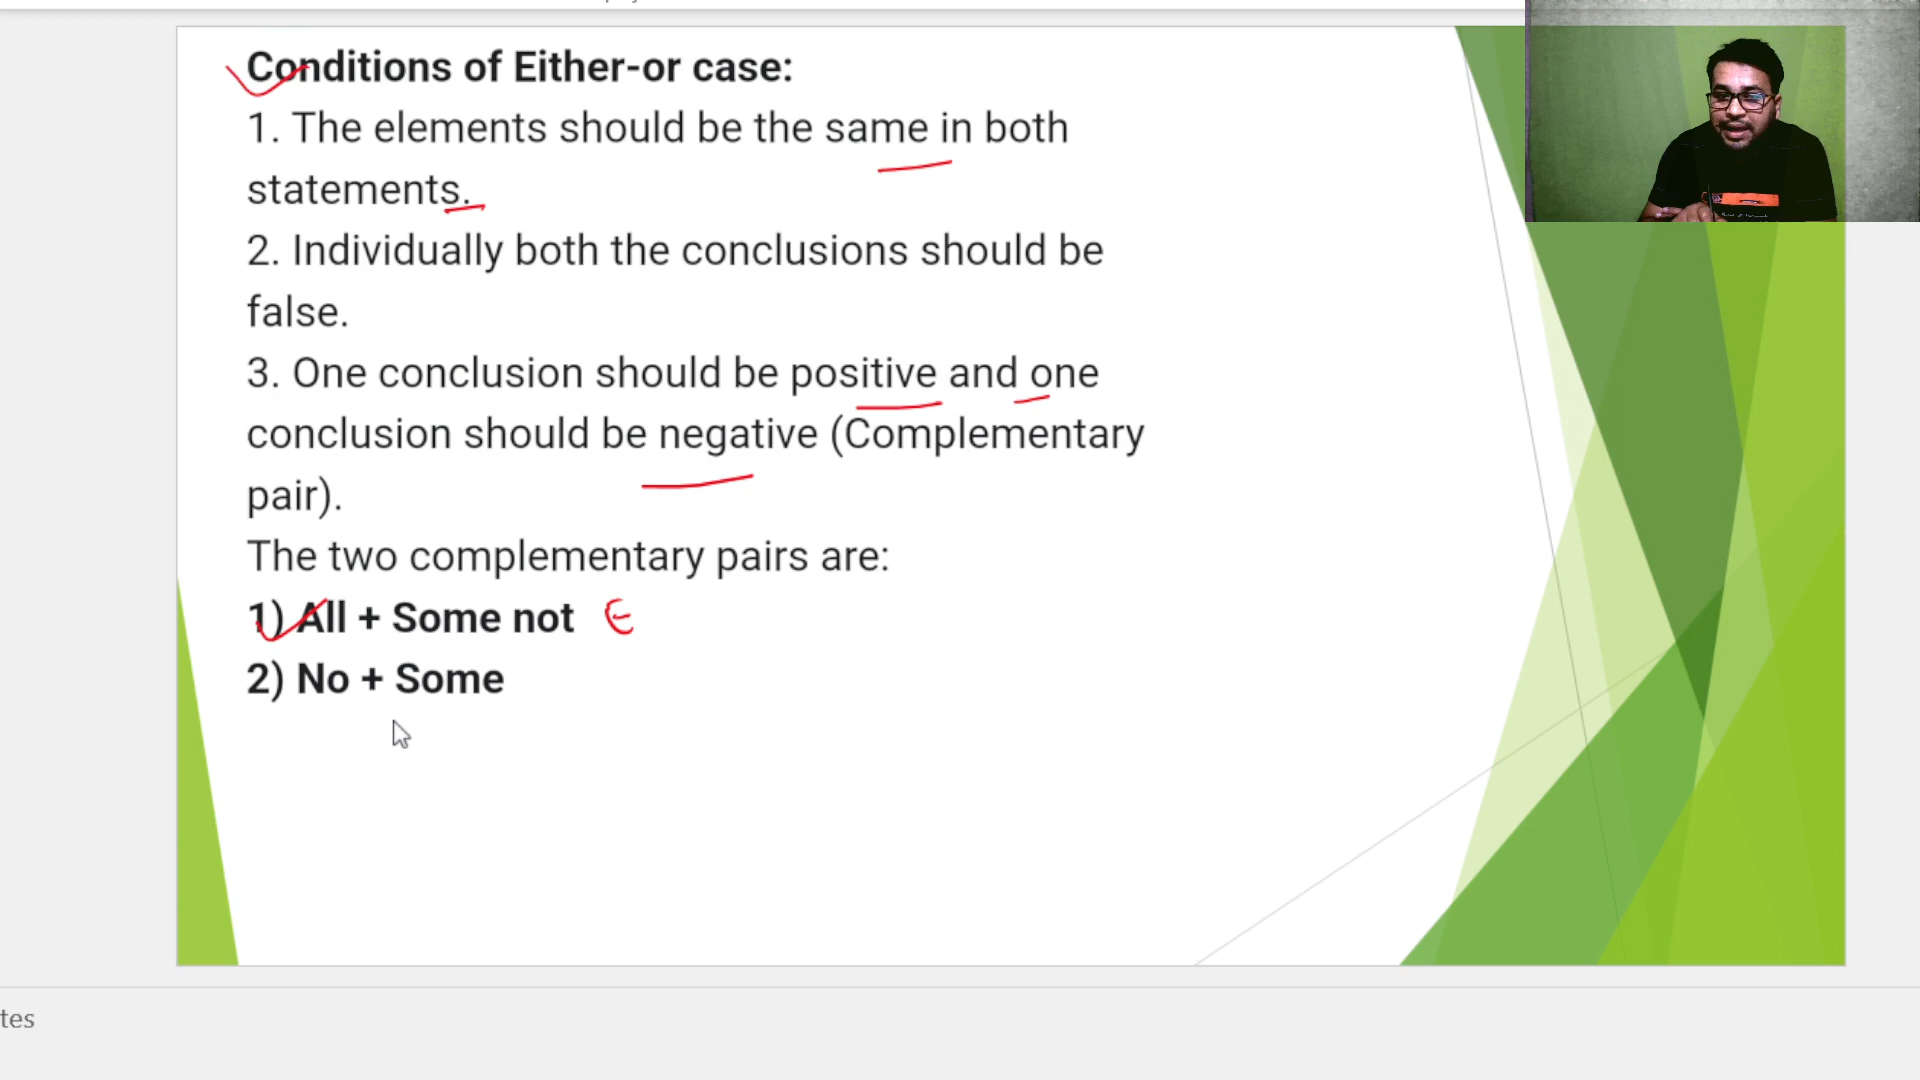 Conditions of Either-or case:
1. The elements should be the same in both
statements.
2. Individually both the conclusions should be
false.
3. One conclusion should be positive and one
conclusion should be negative (Complementary
pair).
The two complementary pairs are:
1) All + Some not E
2) No + Some
tes